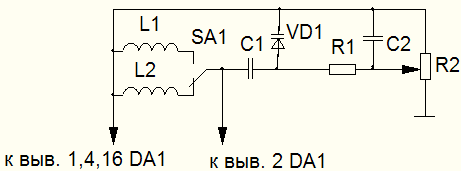 L1
SA1
L2
C1
VD1
R1
C2
R2
к выв. 1,4,16 DA1
к выв. 2 DA1